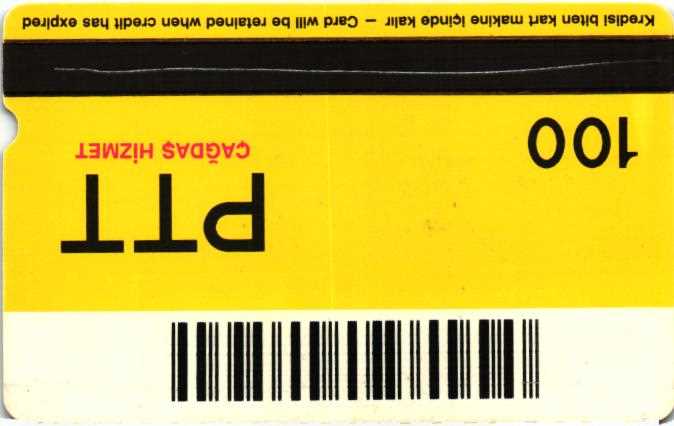 PTT
ÇAĞDAŞ HİZMET
100
Kredisi biten kart makine içinde kalır – Card will be retained when credit has expired